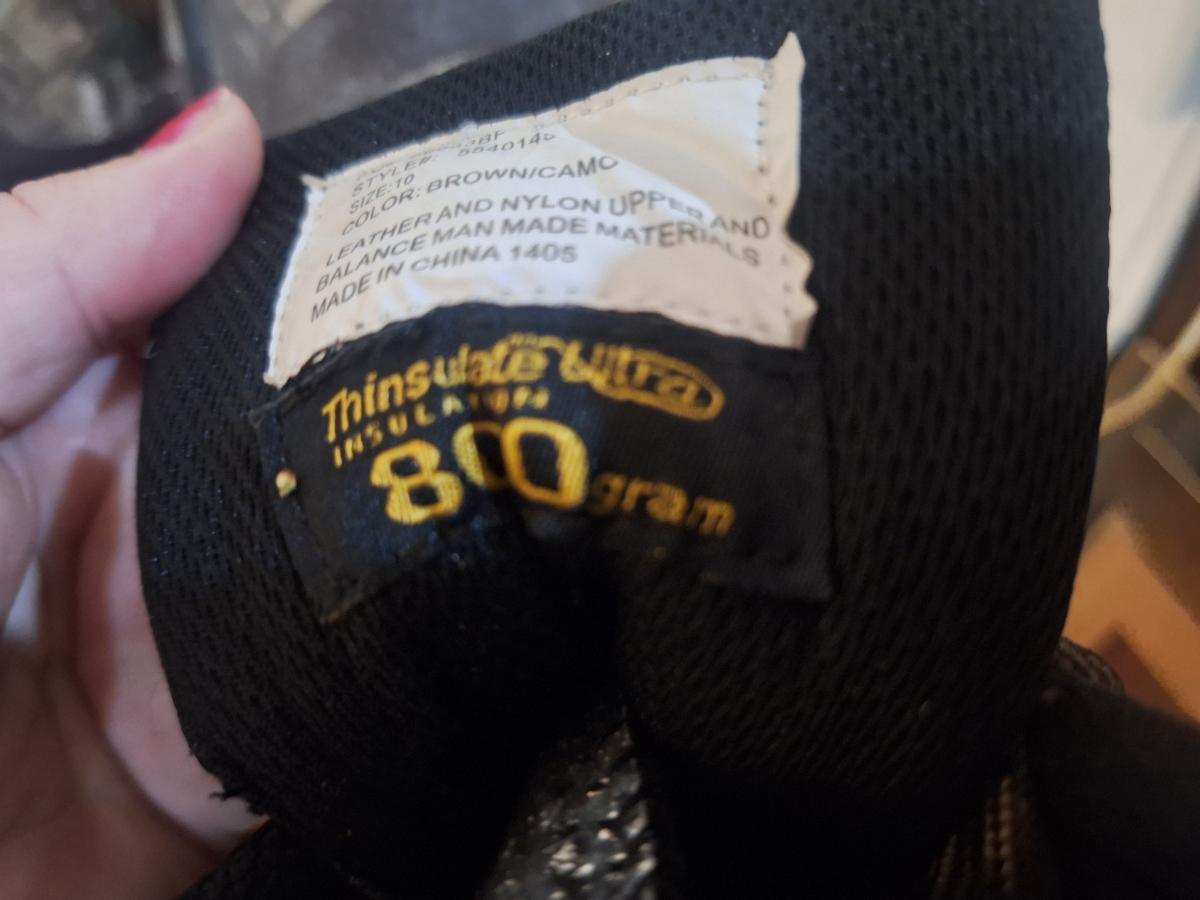 STYLE#: 5540145
SIZE:10
COLOR: BROWN/CAMO
LEATHER AND NYLON UPPER AND
BALANCE MAN MADE MATERIALS
MADE IN CHINA 1405
Thinsulate Ultra
INSULATION
800 gram